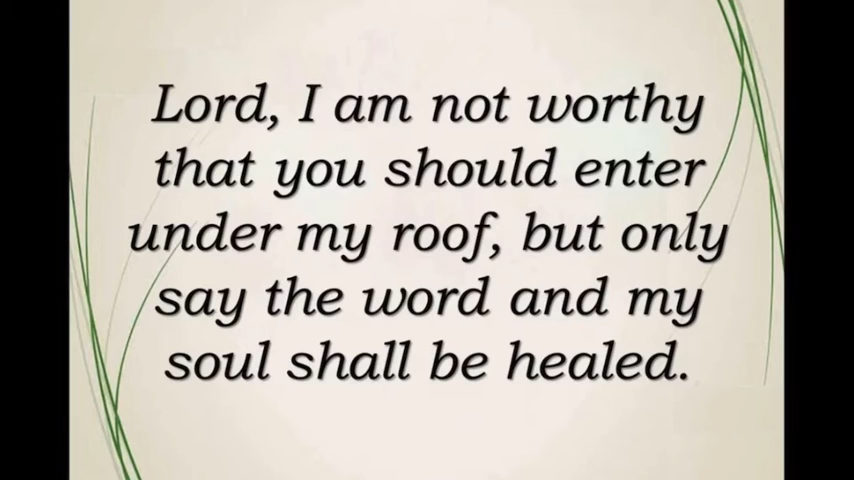 Lord, I am not worthy
that you should enter
under my roof, but only
say the word and my
soul shall be healed.